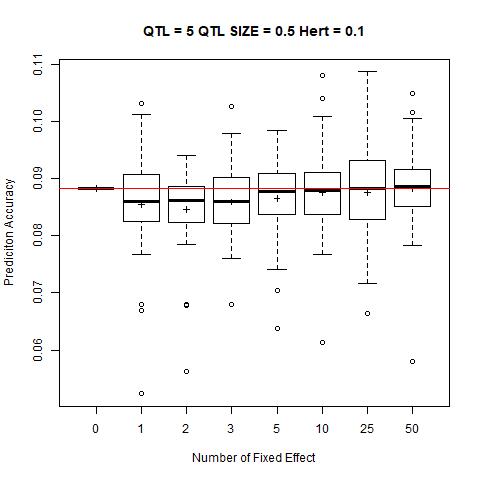 QTL = 5 QTL SIZE = 0.5 Hert = 0.1
0.11
0.10
0.09
0.08
0.07
0.06
Prediciton Accuracy
0 1 2 3 5 10 25 50
Number of Fixed Effect